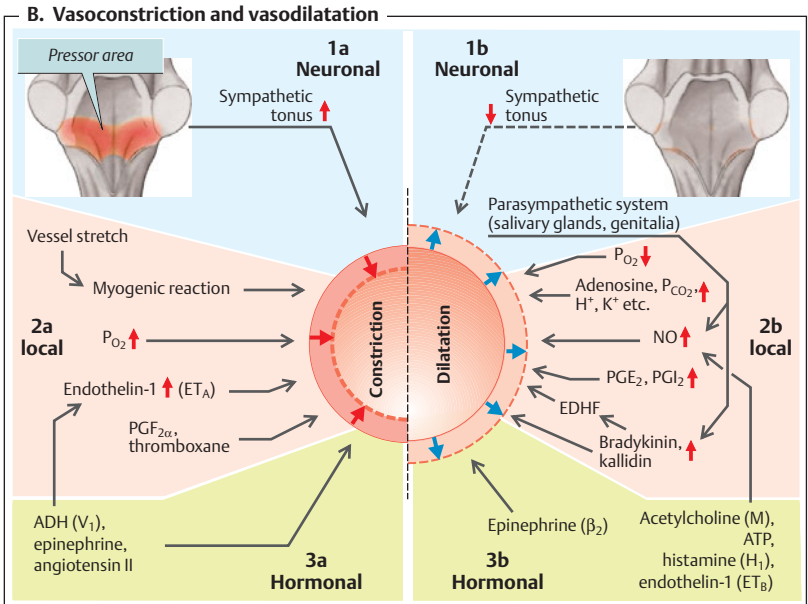 B. Vasoconstriction and vasodilatation
Pressor area
1a
Neuronal
Sympathetic
tonus
1b
Neuronal
Sympathetic
tonus
Parasympathetic system
(salivary glands, genitalia)
Vessel stretch
Myogenic reaction
2a
local
PO2
Endothelin-1 (ETA)
PGF2α,
thromboxane
Constriction
Dilatation
PO2
Adenosine, PCO2,
H+, K+ etc.
NO
2b
local
PGE2, PGI2
EDHF
Bradykinin,
kallidin
ADH (V1),
epinephrine,
angiotensin II
3a
Hormonal
Epinephrine (β2)
3b
Hormonal
Acetylcholine (M),
ATP,
histamine (H1),
endothelin-1 (ETB)